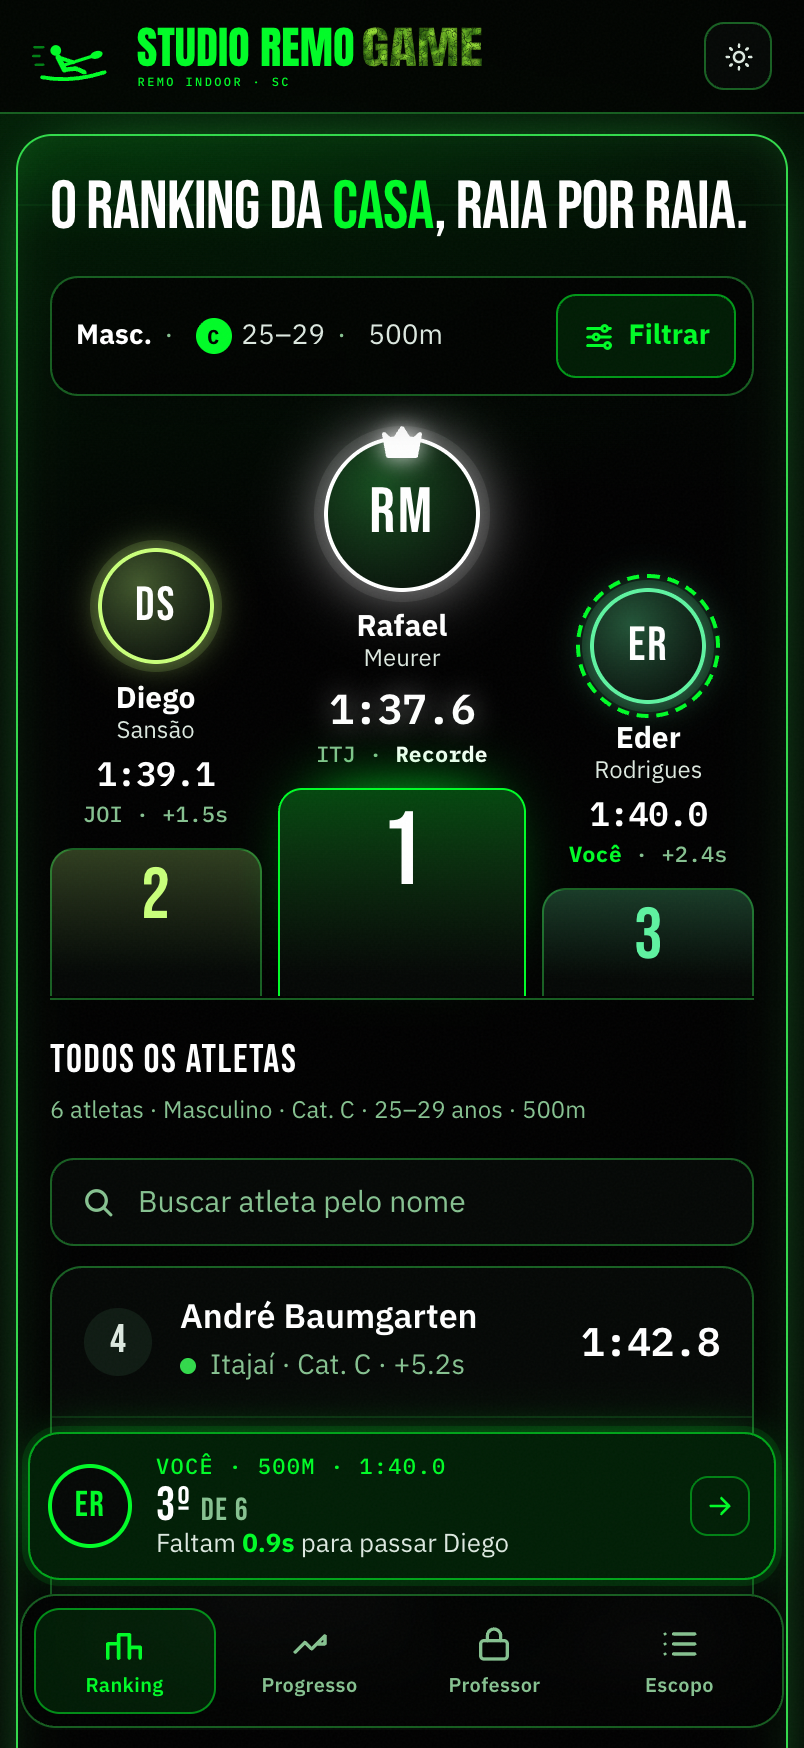 STUDIO REMO GAME
REMO INDOOR · SC
O RANKING DA CASA, RAIA POR RAIA.
Masc. · C 25–29 · 500m
Filtrar
RM
Rafael
Meurer
1:37.6
ITJ · Recorde
1
DS
Diego
Sansão
1:39.1
JOI · +1.5s
2
ER
Eder
Rodrigues
1:40.0
Você · +2.4s
3
TODOS OS ATLETAS
6 atletas · Masculino · Cat. C · 25–29 anos · 500m
Buscar atleta pelo nome
4
André Baumgarten
Itajaí · Cat. C · +5.2s
1:42.8
ER
VOCÊ · 500M · 1:40.0
3º DE 6
Faltam 0.9s para passar Diego
Ranking
Progresso
Professor
Escopo